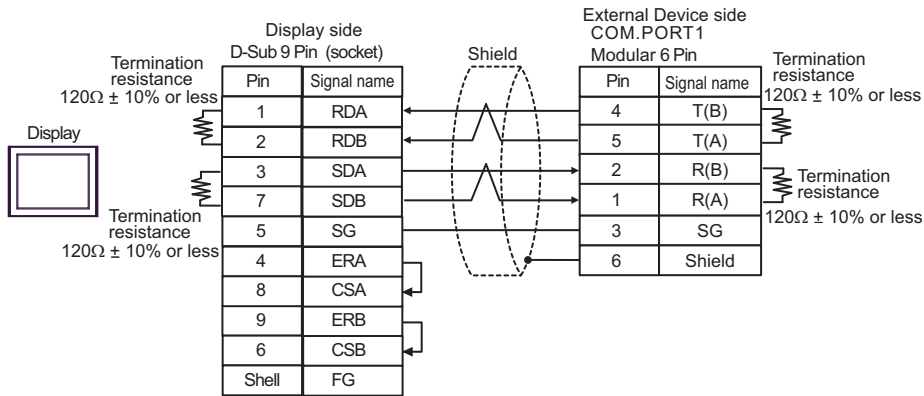 Display side
D-Sub 9 Pin (socket)
Shield
External Device side
COM.PORT1
Modular 6 Pin
Termination
resistance
120Ω ± 10% or less
Termination
resistance
120Ω ± 10% or less
Pin Signal name
1 RDA
2 RDB
3 SDA
7 SDB
5 SG
4 ERA
8 CSA
9 ERB
6 CSB
Shell FG
Pin Signal name
4 T(B)
5 T(A)
2 R(B)
1 R(A)
3 SG
6 Shield
Display
Termination
resistance
120Ω ± 10% or less
Termination
resistance
120Ω ± 10% or less